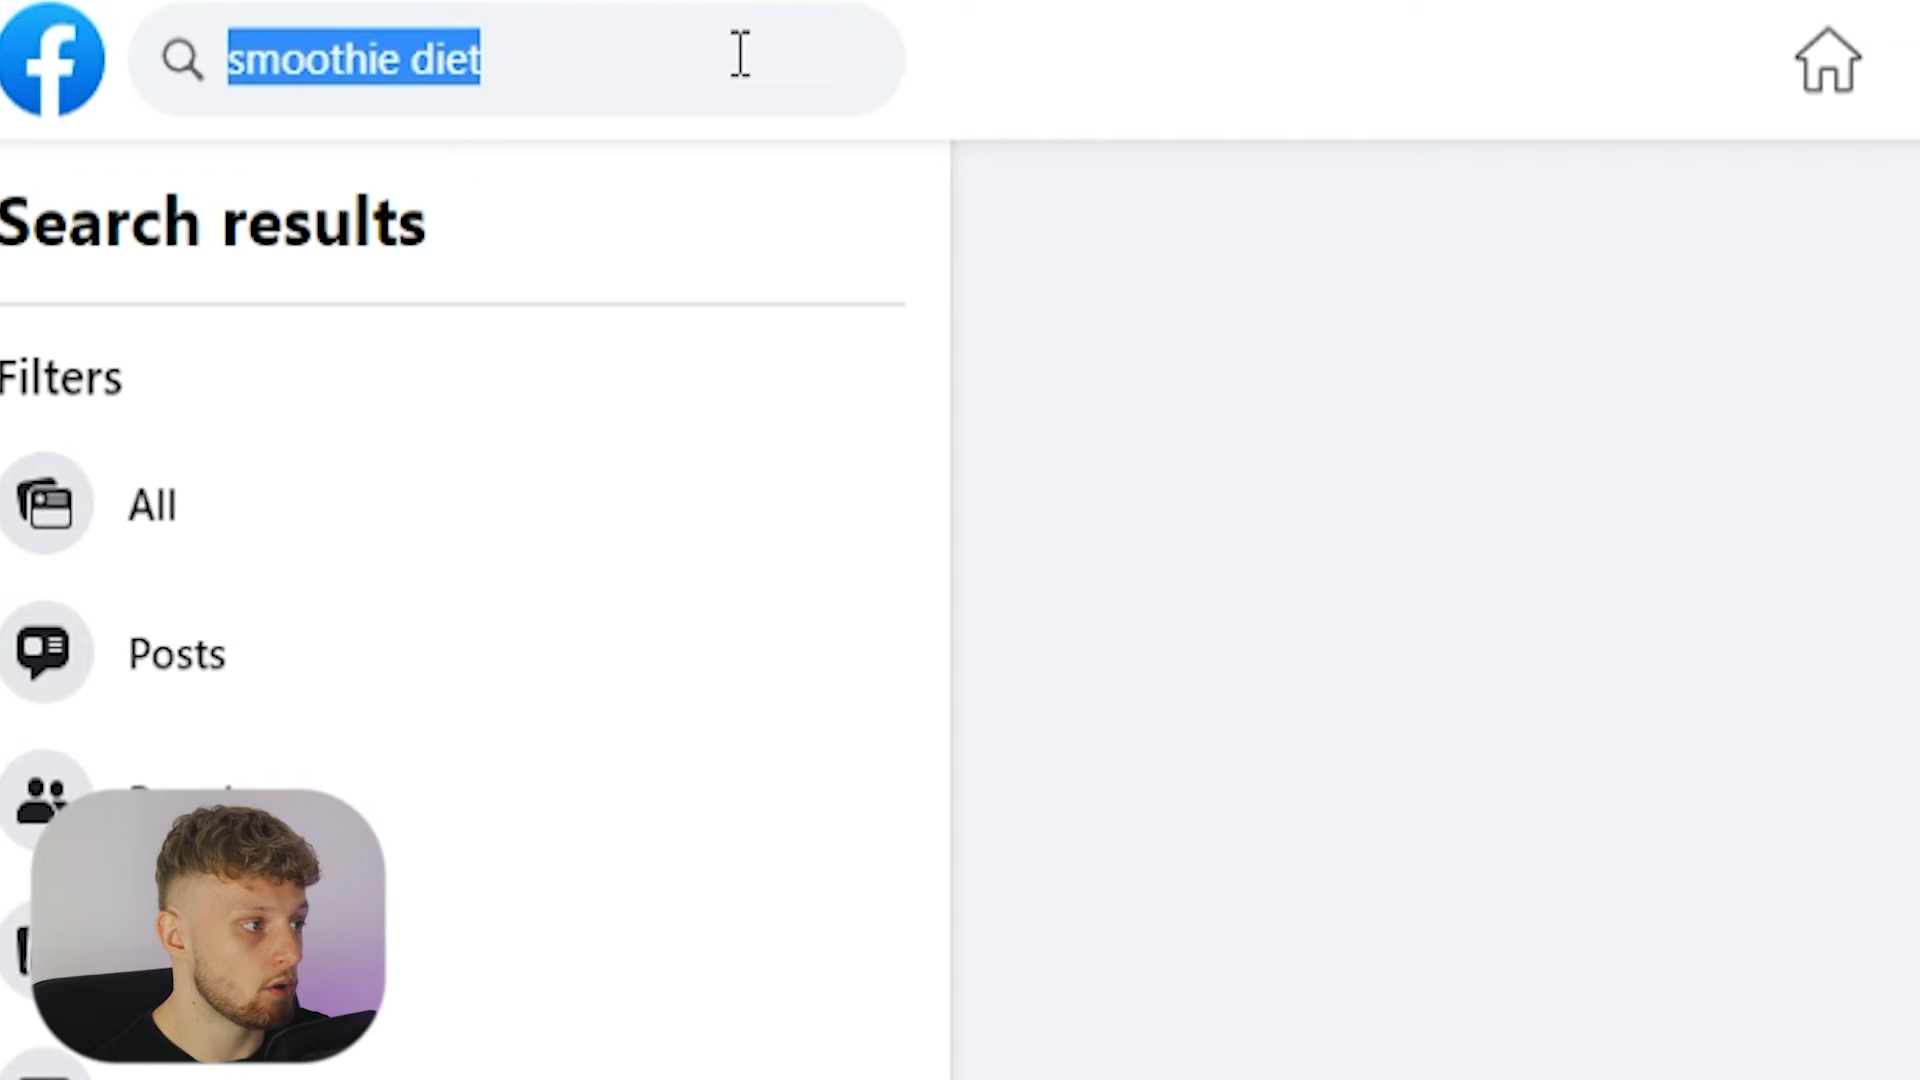 smoothie diet
Search results
Filters
All
Posts